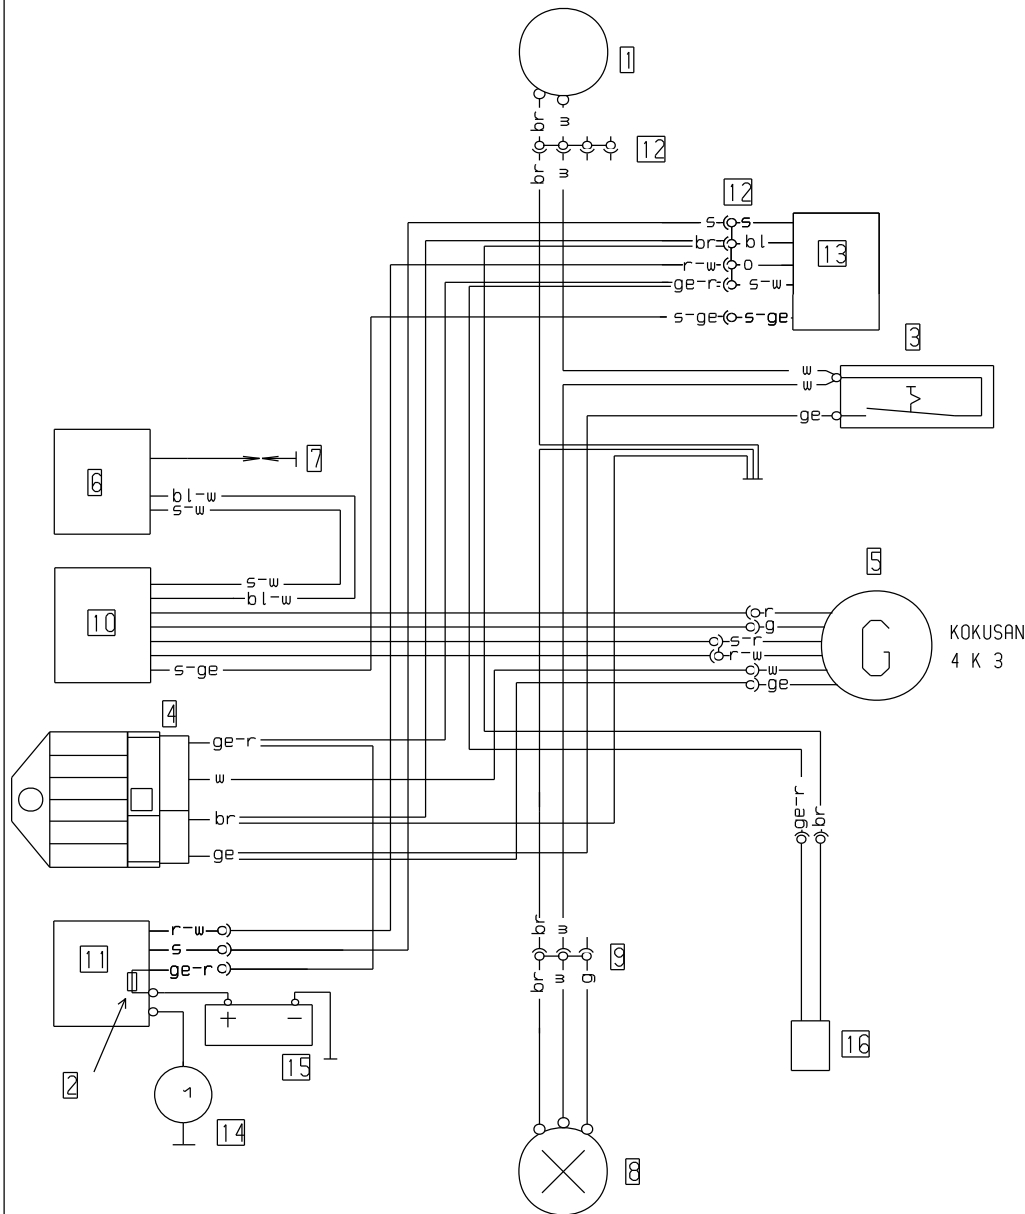 1
br w
12
br w
12
s s
br bl
13
r-w o
ge-r s-w
s-ge s-ge
3
w
w
ge
6
7
bl-w
s-w
5
s-w
bl-w
10
r
g
s-r
r-w
w
ge
G
KOKUSAN
4 K 3
s-ge
4
ge-r
w
br
ge
ge-r br
br w
r-w
s
ge-r
11
9
br w g
+ -
2
15
16
1
14
8